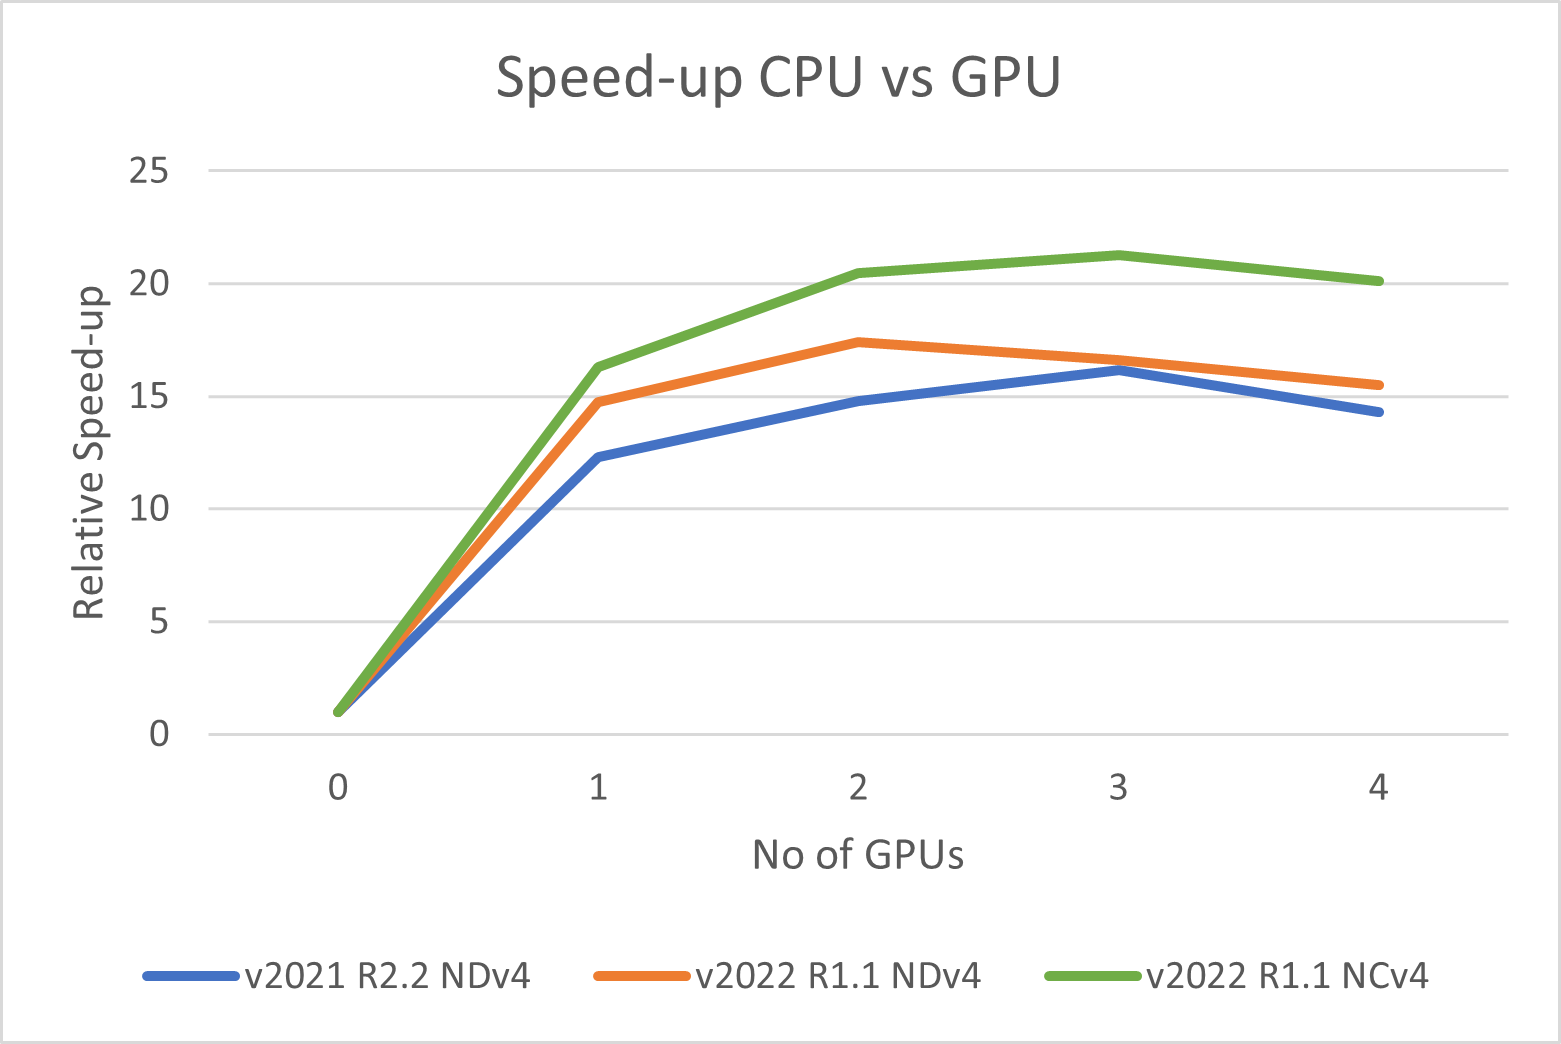 Speed-up CPU vs GPU
25
20
15
10
5
0
Relative Speed-up
0 1 2 3 4
No of GPUs
v2021 R2.2 NDv4 v2022 R1.1 NDv4 v2022 R1.1 NCv4